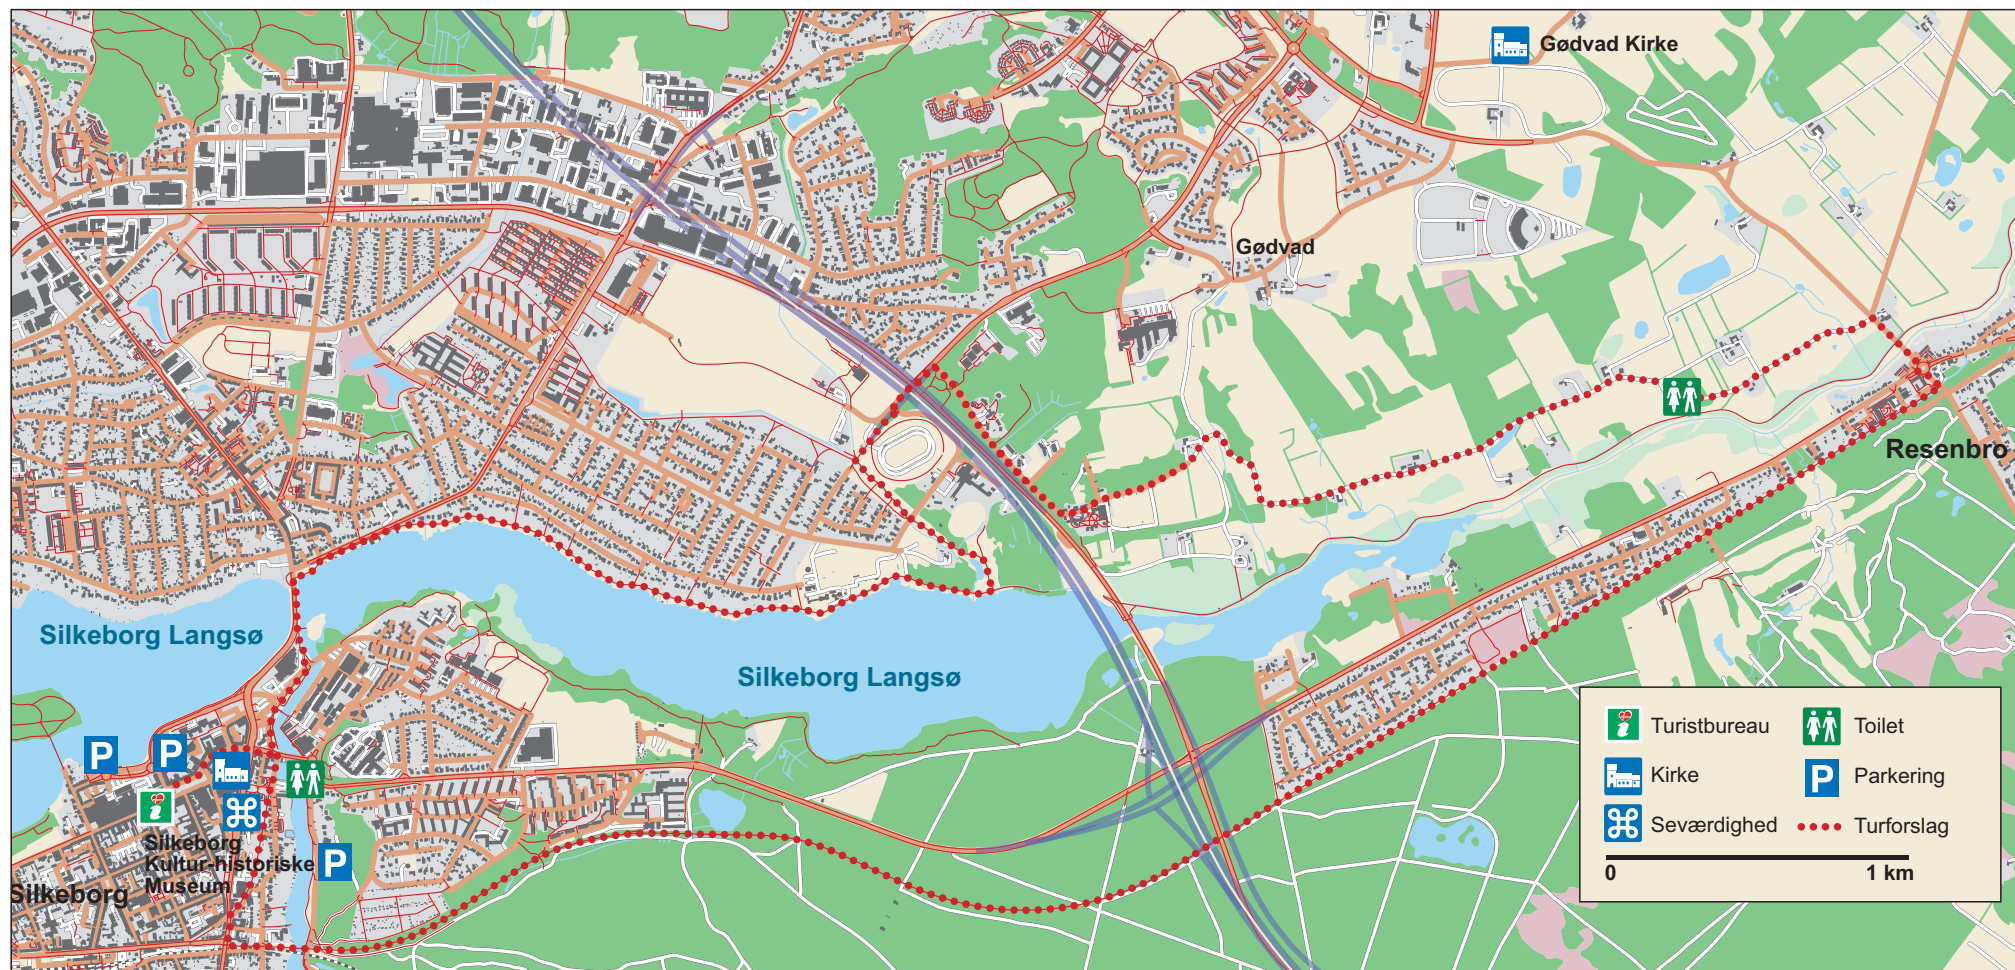 Gødvad Kirke
Gødvad
Resenbro
Silkeborg Langsø
Silkeborg Langsø
P
P
i
Silkeborg
Kultur-historiske
Museum
P
Silkeborg
i Turistbureau
Toilet
Kirke
P Parkering
Seværdighed
Turforslag
0 1 km